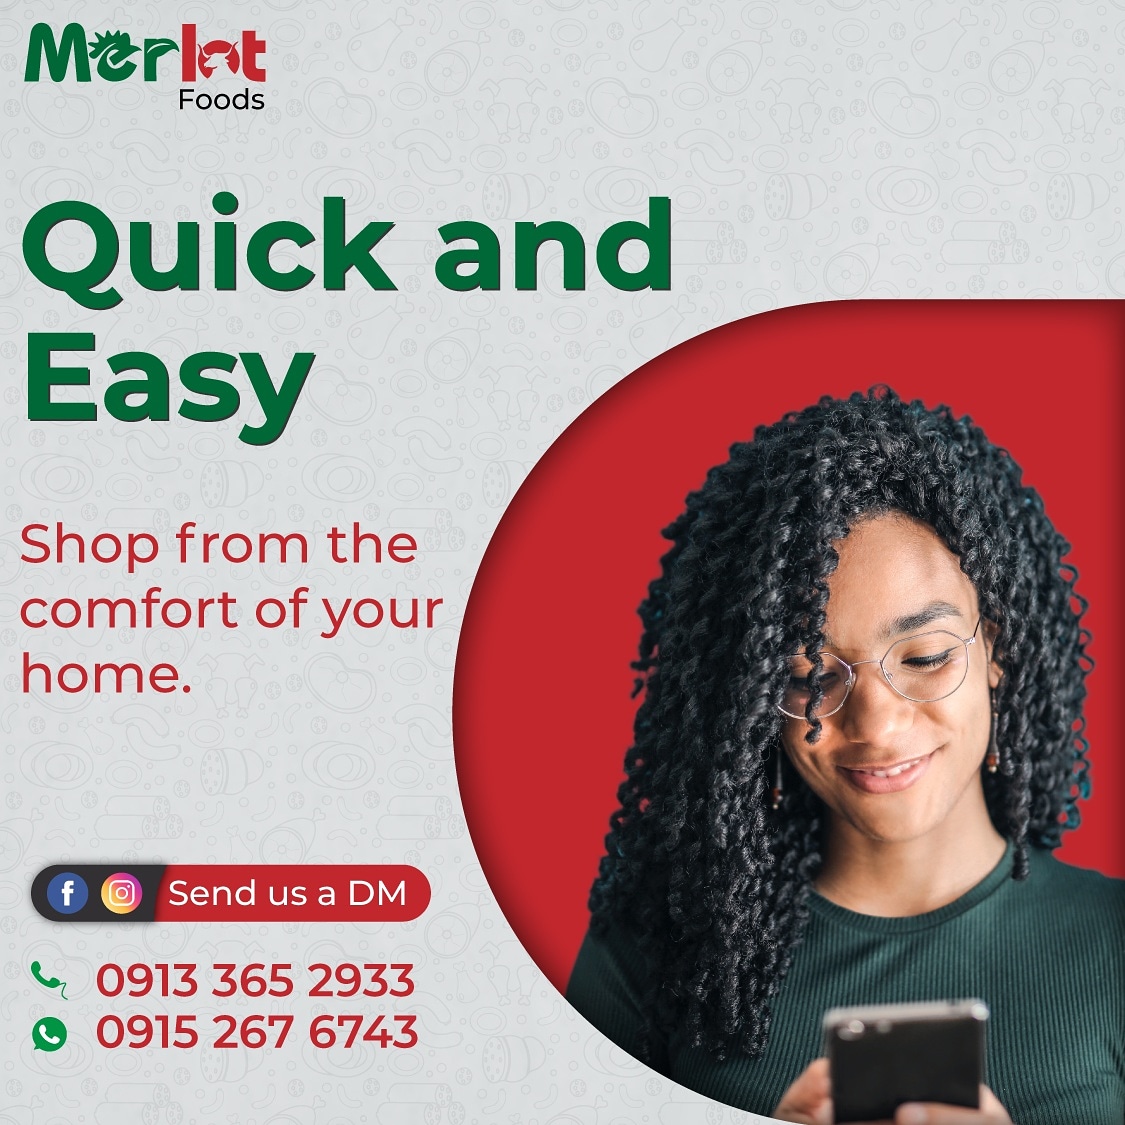 Merlot
Foods
Quick and
Easy
Shop from the
comfort of your
home.
Send us a DM
0913 365 2933
0915 267 6743